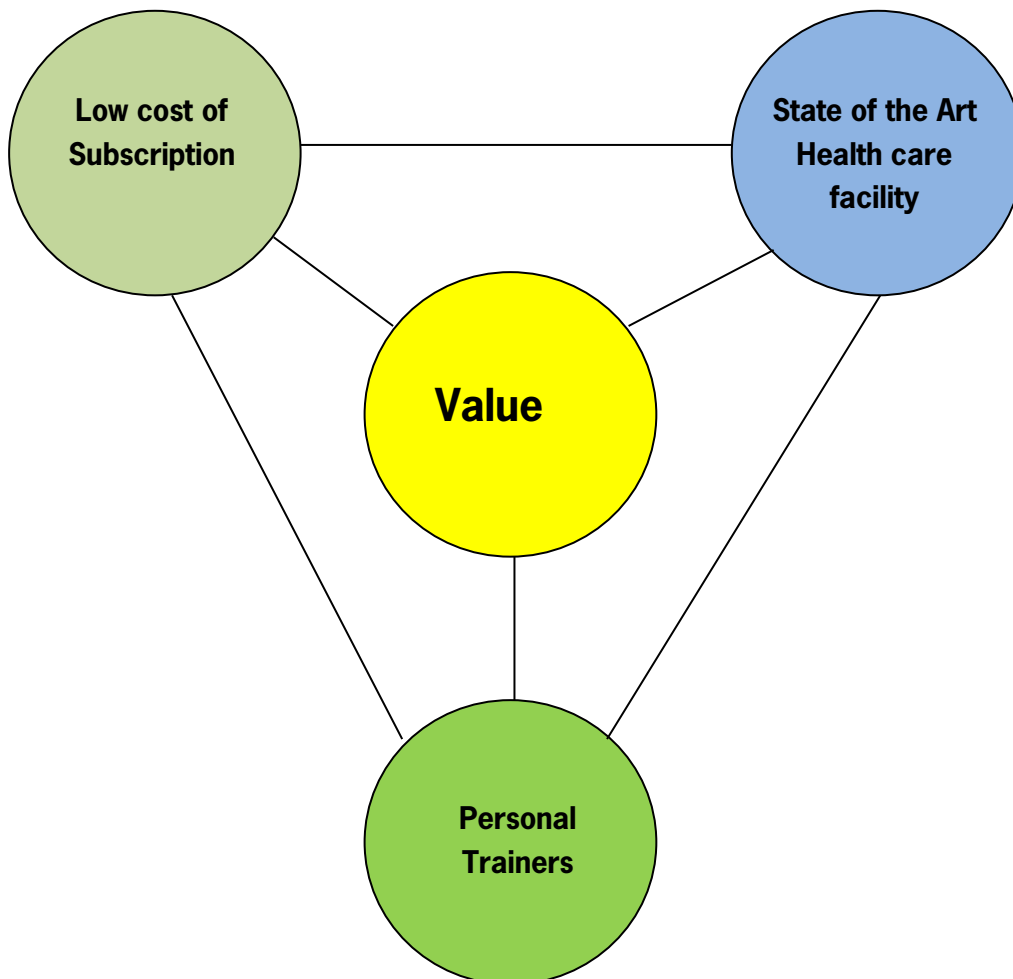 Low cost of
Subscription
State of the Art
Health care
facility
Value
Personal
Trainers